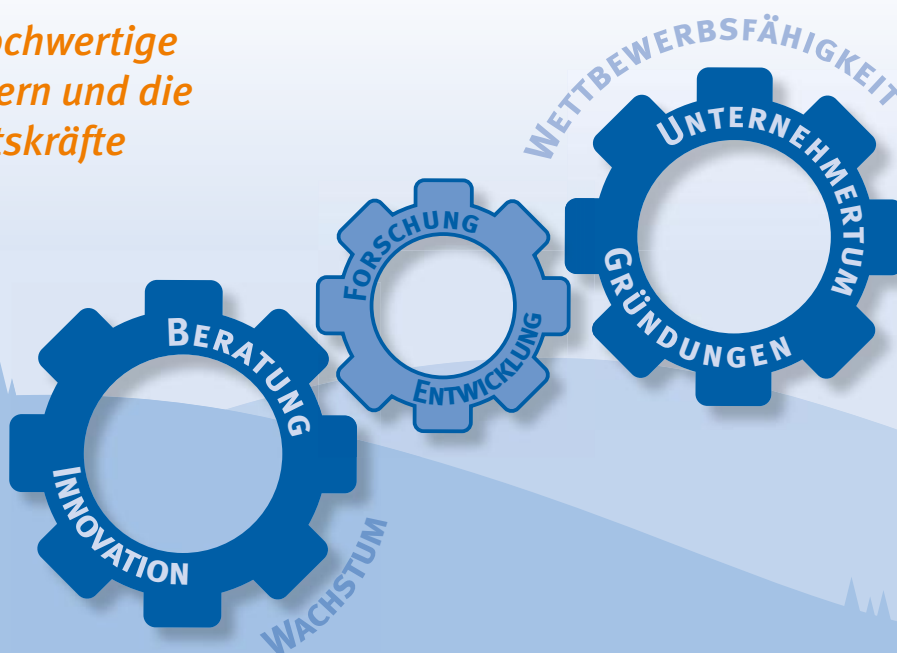 ochwertige
ern und die
tskräfte
WETTBEWERBSFÄHIGKEIT
UNTERNEHMERTUM
GRÜNDUNGEN
FORSCHUNG
ENTWICKLUNG
BERATUNG
INNOVATION
WACHSTUM